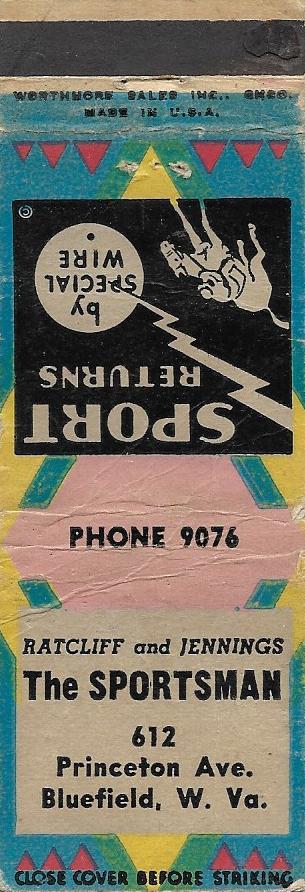 WORTHMORE SALES INC., GNSO.
MADE IN U.S.A.
©
SPORT
RETURNS
by
SPECIAL
WIRE
PHONE 9076
RATCLIFF and JENNINGS
The SPORTSMAN
612
Princeton Ave.
Bluefield, W. Va.
CLOSE COVER BEFORE STRIKING